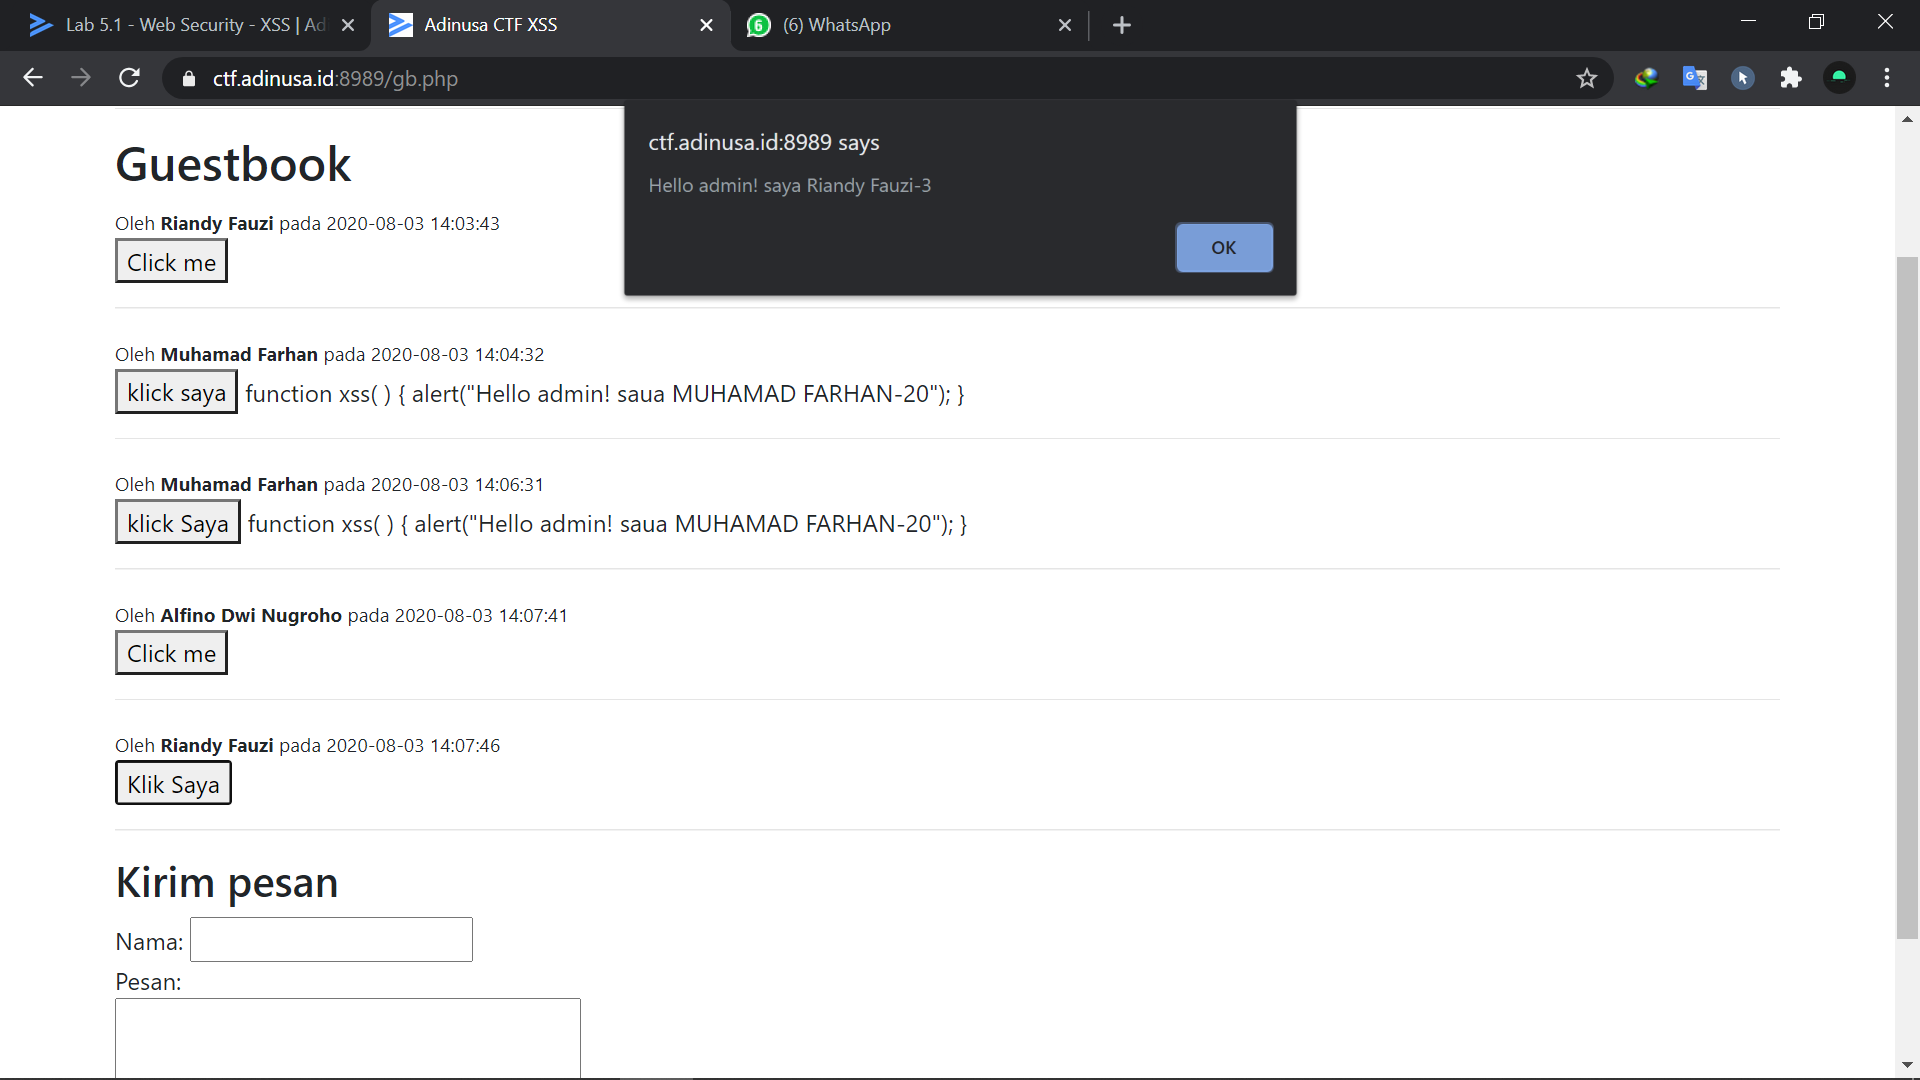 Lab 5.1 - Web Security - XSS | Adi
Adinusa CTF XSS
(6) WhatsApp
ctf.adinusa.id:8989/gb.php
ctf.adinusa.id:8989 says
Hello admin! saya Riandy Fauzi-3
OK
Guestbook
Oleh Riandy Fauzi pada 2020-08-03 14:03:43
Click me
Oleh Muhamad Farhan pada 2020-08-03 14:04:32
klick saya function xss( ) { alert("Hello admin! saua MUHAMAD FARHAN-20"); }
Oleh Muhamad Farhan pada 2020-08-03 14:06:31
klick Saya function xss( ) { alert("Hello admin! saua MUHAMAD FARHAN-20"); }
Oleh Alfino Dwi Nugroho pada 2020-08-03 14:07:41
Click me
Oleh Riandy Fauzi pada 2020-08-03 14:07:46
Klik Saya
Kirim pesan
Nama:
Pesan: